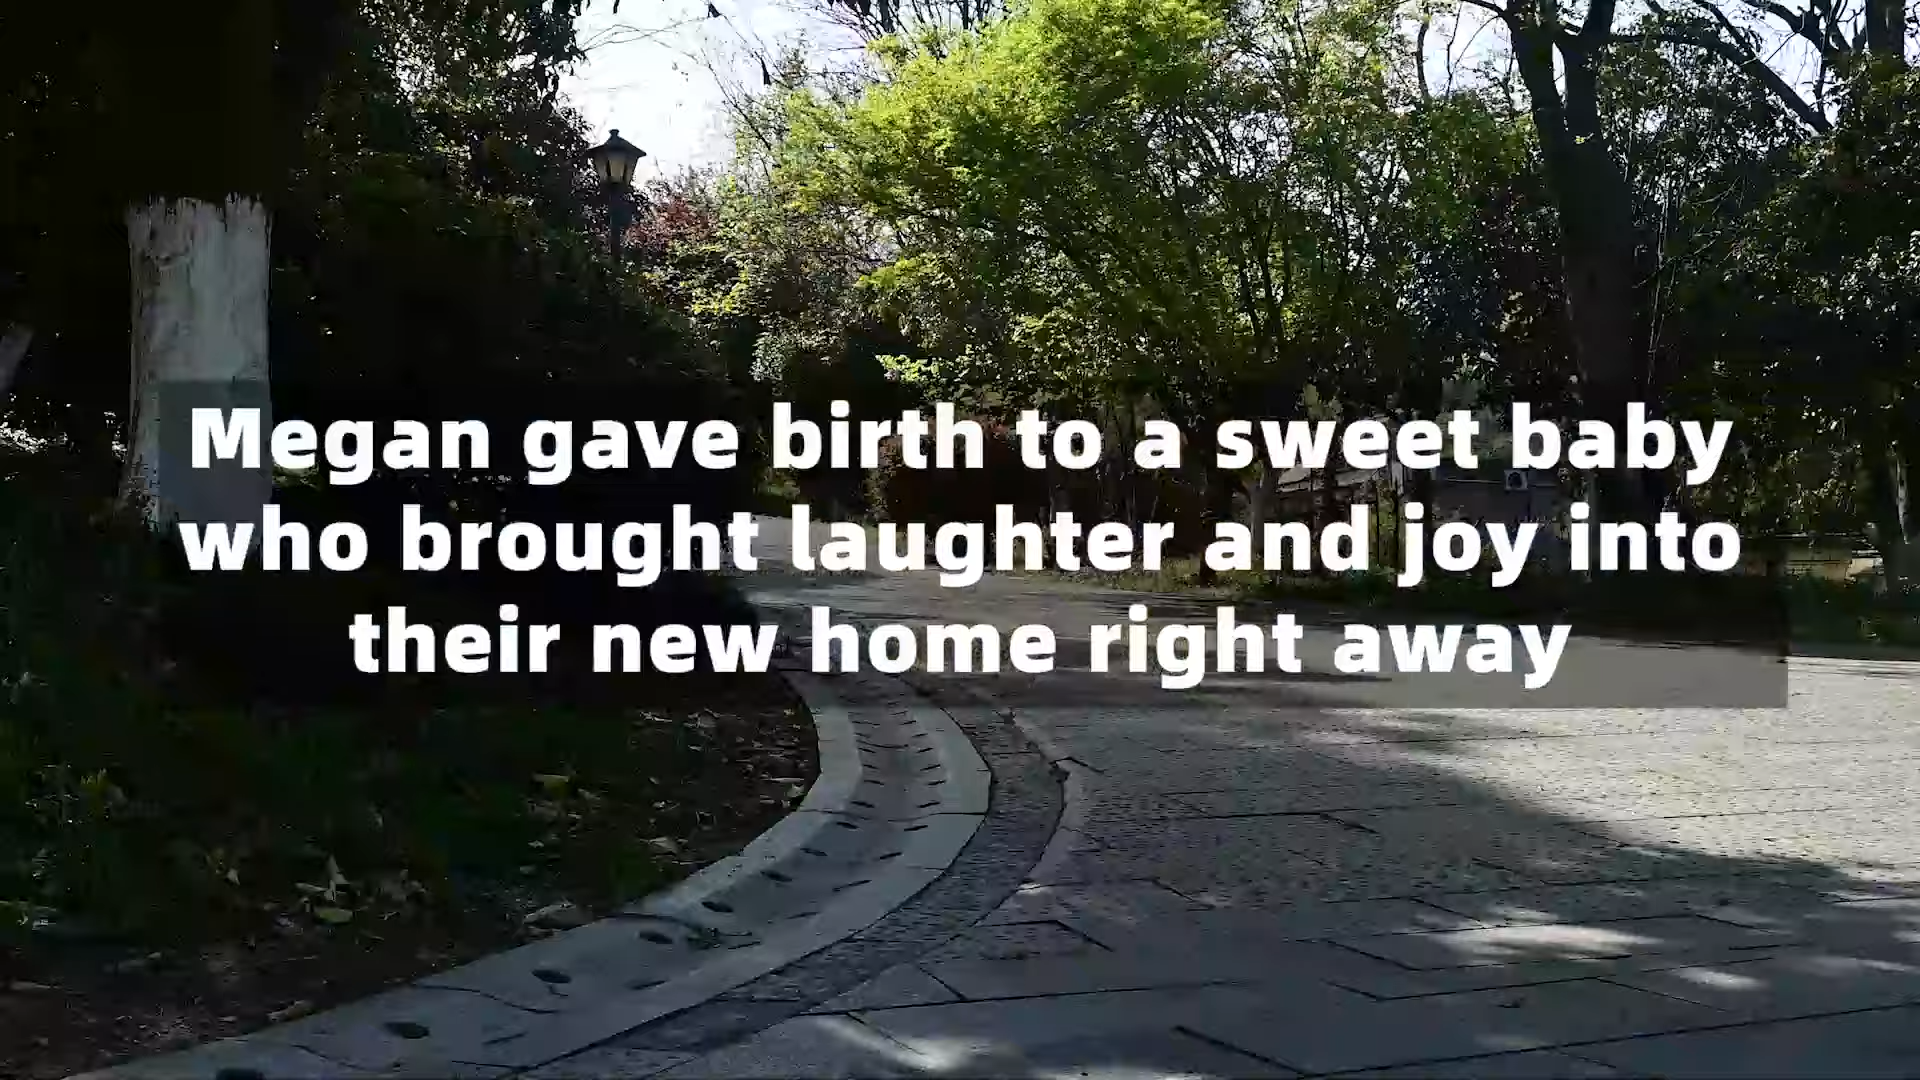 Megan gave birth to a sweet baby
who brought laughter and joy into
their new home right away